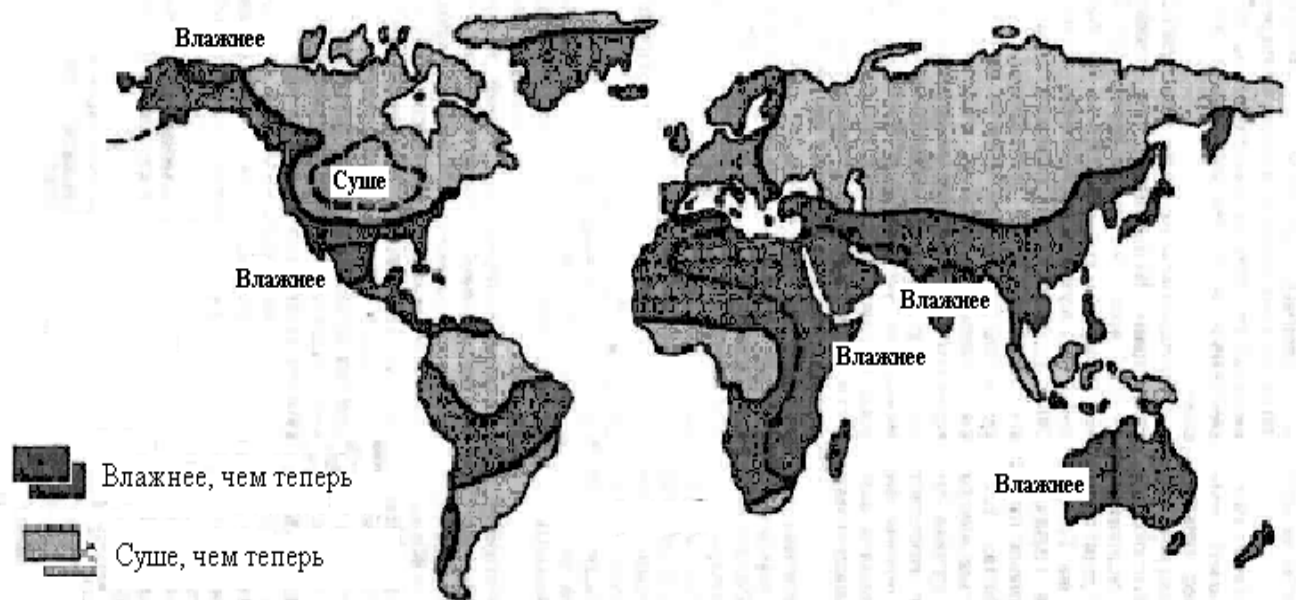 Влажнее
Суше
Влажнее
Влажнее
Влажнее
Влажнее
Влажнее, чем теперь
Суше, чем теперь